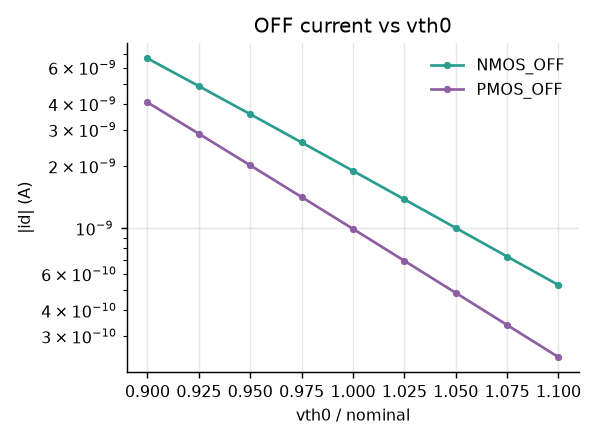 OFF current vs vth0
NMOS_OFF
PMOS_OFF
6 × 10⁻⁹
4 × 10⁻⁹
3 × 10⁻⁹
2 × 10⁻⁹
10⁻⁹
6 × 10⁻¹⁰
4 × 10⁻¹⁰
3 × 10⁻¹⁰
|id| (A)
0.900 0.925 0.950 0.975 1.000 1.025 1.050 1.075 1.100
vth0 / nominal